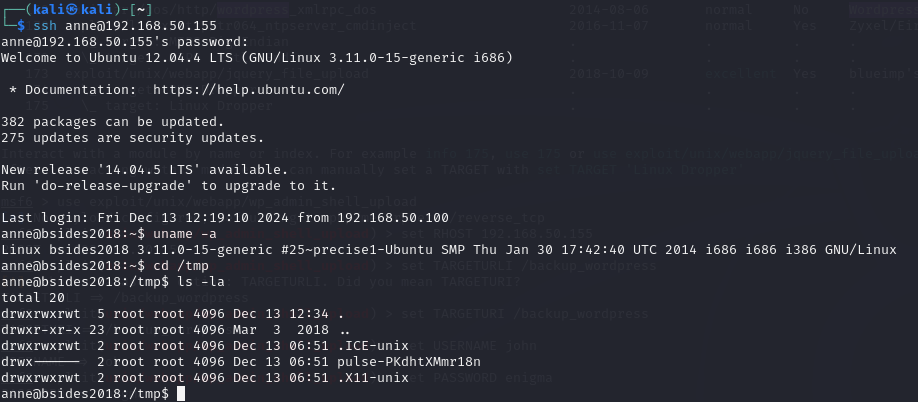 ┌──(kali㉿kali)-[~]
└─$ ssh anne@192.168.50.155
anne@192.168.50.155's password:
Welcome to Ubuntu 12.04.4 LTS (GNU/Linux 3.11.0-15-generic i686)
 * Documentation:  https://help.ubuntu.com/
382 packages can be updated.
275 updates are security updates.
New release '14.04.5 LTS' available.
Run 'do-release-upgrade' to upgrade to it.
Last login: Fri Dec 13 12:19:10 2024 from 192.168.50.100
anne@bsides2018:~$ uname -a
Linux bsides2018 3.11.0-15-generic #25~precise1-Ubuntu SMP Thu Jan 30 17:42:40 UTC 2014 i686 i686 i386 GNU/Linux
anne@bsides2018:~$ cd /tmp
anne@bsides2018:/tmp$ ls -la
total 20
drwxrwxrwt  5 root root 4096 Dec 13 12:34 .
drwxr-xr-x 23 root root 4096 Mar  3  2018 ..
drwxrwxrwt  2 root root 4096 Dec 13 06:51 .ICE-unix
drwx------  2 root root 4096 Dec 13 06:51 pulse-PKdhtXMmr18n
drwxrwxrwt  2 root root 4096 Dec 13 06:51 .X11-unix
anne@bsides2018:/tmp$